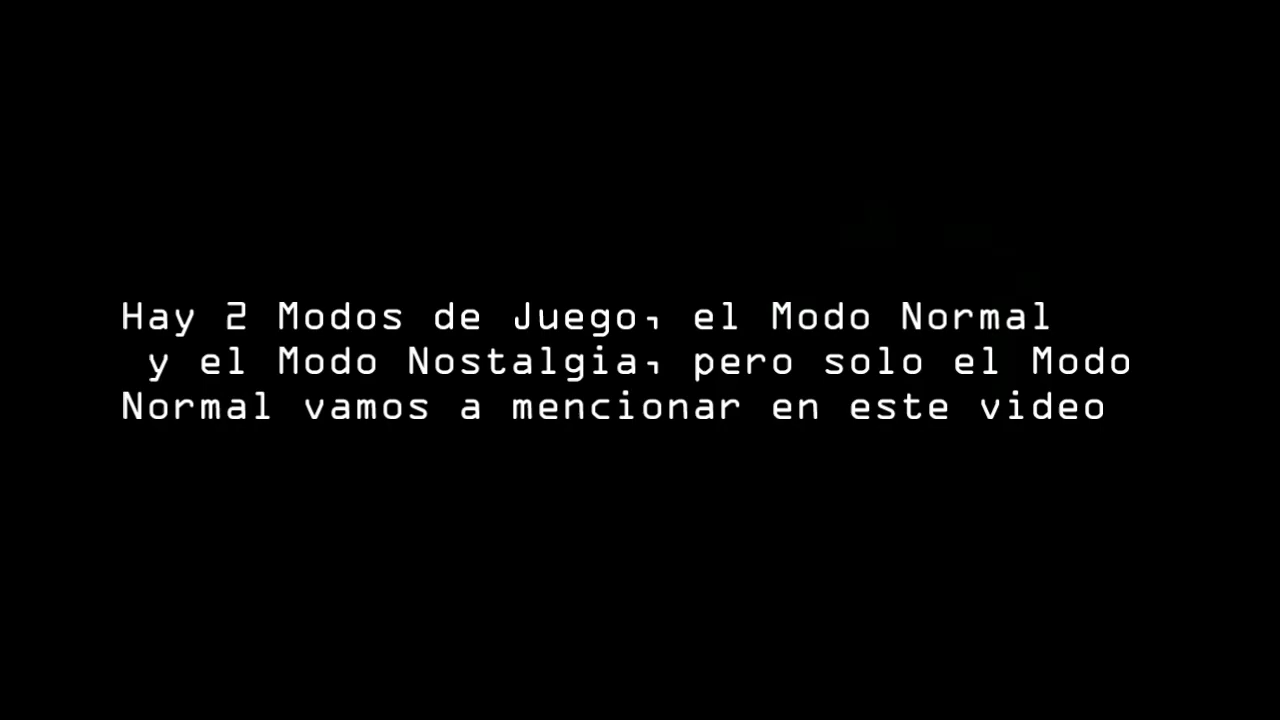 Hay 2 Modos de Juego, el Modo Normal
y el Modo Nostalgia, pero solo el Modo
Normal vamos a mencionar en este video